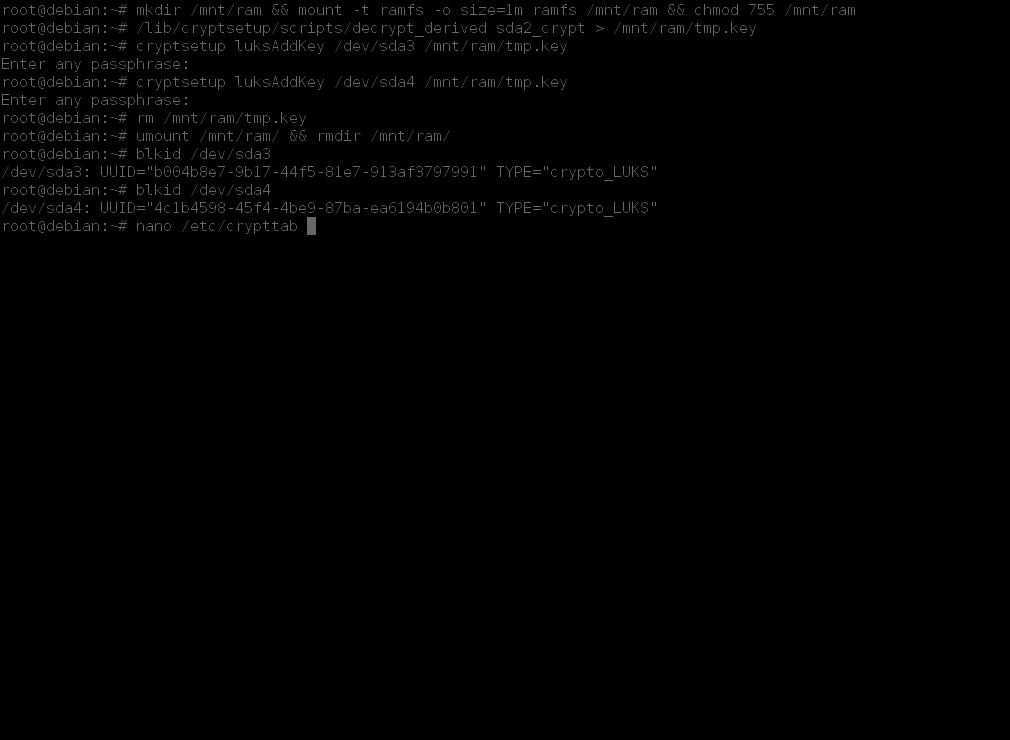 root@debian:~# mkdir /mnt/ram && mount -t ramfs -o size=1m ramfs /mnt/ram && chmod 755 /mnt/ram
root@debian:~# /lib/cryptsetup/scripts/decrypt_derived sda2_crypt > /mnt/ram/tmp.key
root@debian:~# cryptsetup luksAddKey /dev/sda3 /mnt/ram/tmp.key
Enter any passphrase:
root@debian:~# cryptsetup luksAddKey /dev/sda4 /mnt/ram/tmp.key
Enter any passphrase:
root@debian:~# rm /mnt/ram/tmp.key
root@debian:~# umount /mnt/ram/ && rmdir /mnt/ram/
root@debian:~# blkid /dev/sda3
/dev/sda3: UUID="b004b8e7-9b17-44f5-81e7-913af3797991" TYPE="crypto_LUKS"
root@debian:~# blkid /dev/sda4
/dev/sda4: UUID="4c1b4598-45f4-4be9-87ba-ea6194b0b801" TYPE="crypto_LUKS"
root@debian:~# nano /etc/crypttab